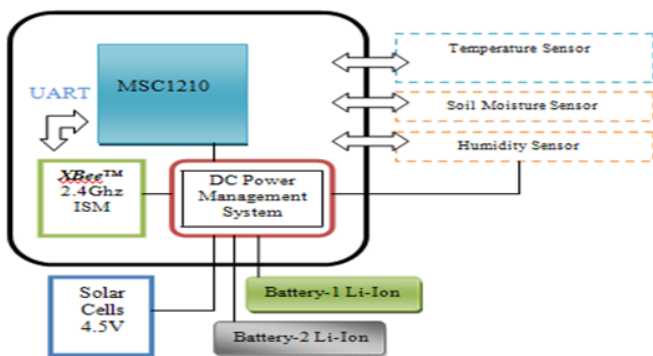 MSC1210
Temperature Sensor
UART
Soil Moisture Sensor
Humidity Sensor
XBee™
2.4Ghz
ISM
DC Power
Management
System
Solar
Cells
4.5V
Battery-1 Li-Ion
Battery-2 Li-Ion